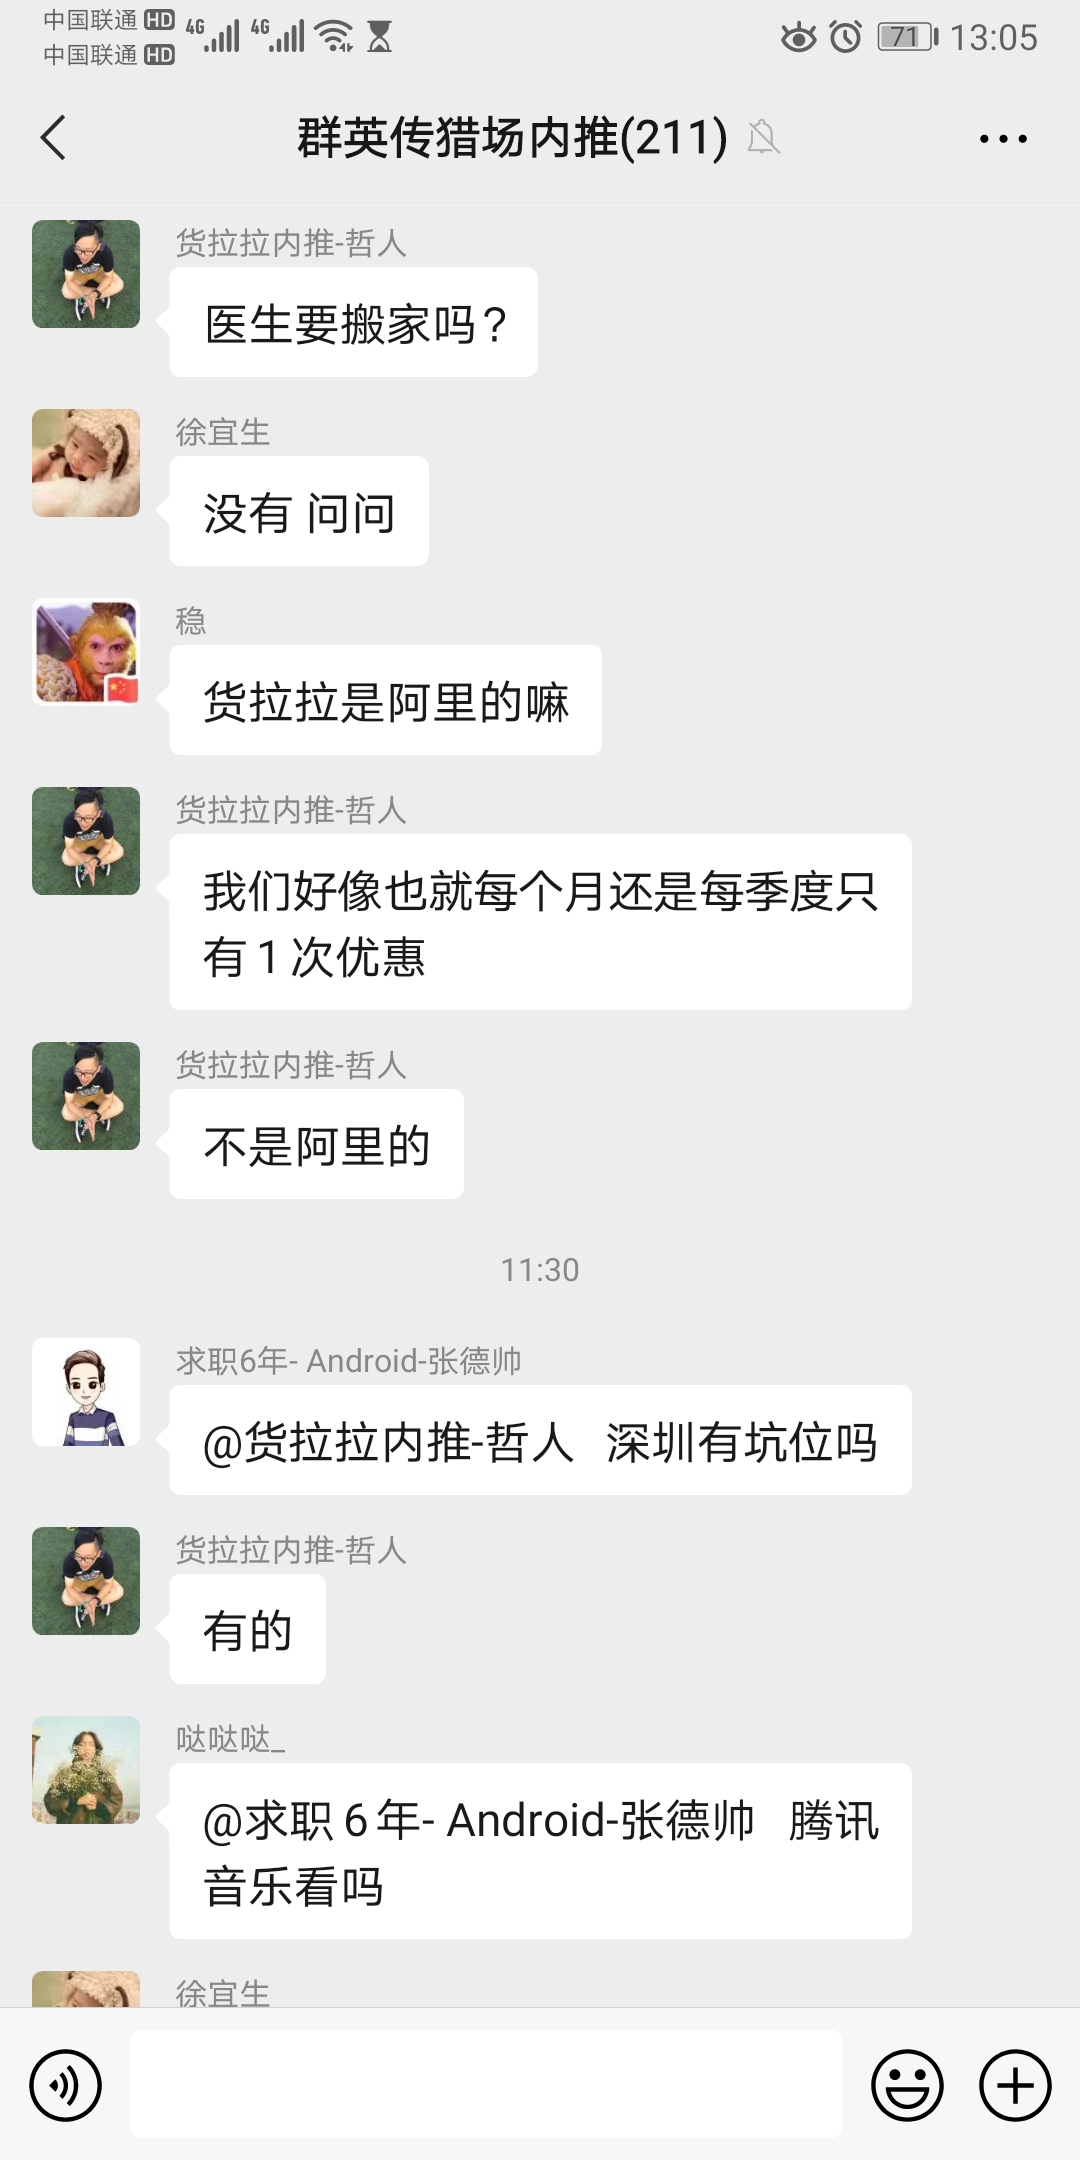 中国联通 HD 4G 4G 71 13:05
中国联通 HD
群英传猎场内推(211)
货拉拉内推-哲人
医生要搬家吗？
徐宜生
没有 问问
稳
货拉拉是阿里的嘛
货拉拉内推-哲人
我们好像也就每个月还是每季度只
有1次优惠
货拉拉内推-哲人
不是阿里的
11:30
求职6年- Android-张德帅
@货拉拉内推-哲人 深圳有坑位吗
货拉拉内推-哲人
有的
哒哒哒_
@求职6年- Android-张德帅 腾讯
音乐看吗
徐宜生